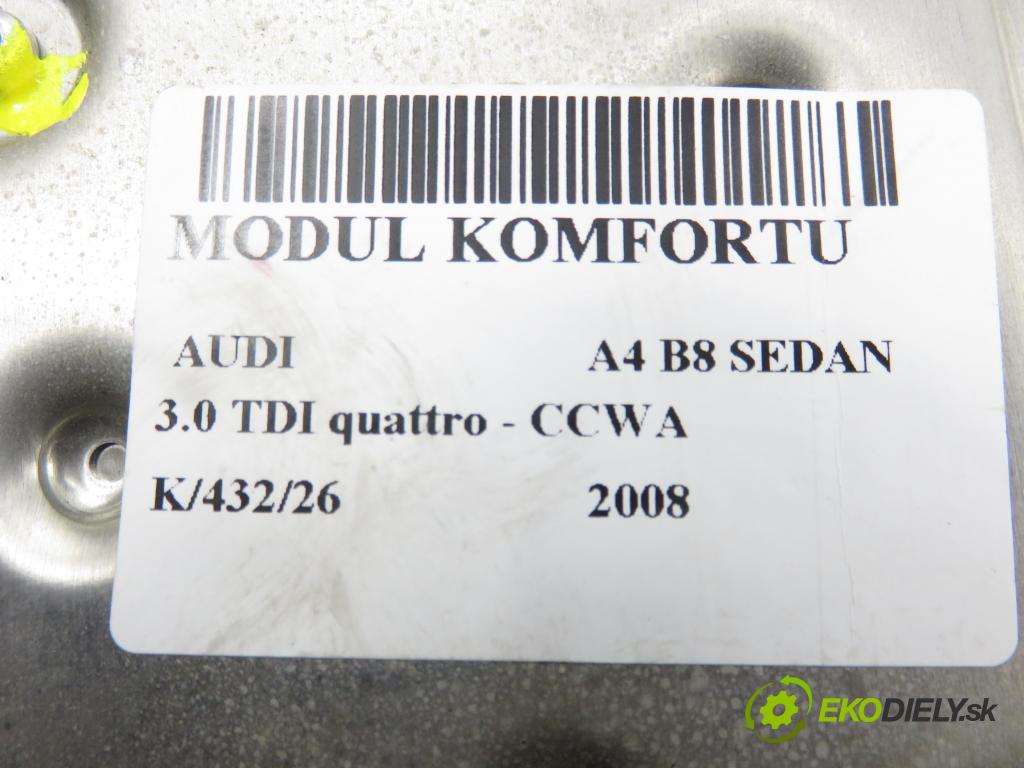 MODUL KOMFORTU
AUDI A4 B8 SEDAN
3.0 TDI quattro - CCWA
K/432/26 2008
EKODIELY.sk